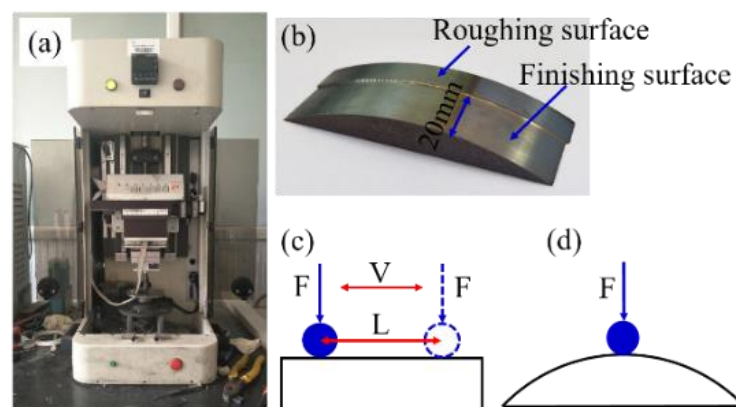 (a)
(b)
Roughing surface
Finishing surface
20mm
(c)
(d)
V
F
F
F
L